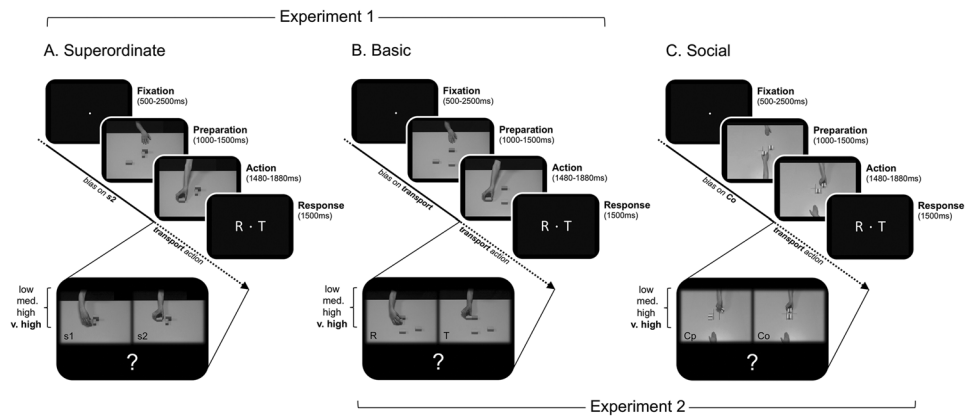 Experiment 1
A. Superordinate
Fixation
(500-2500ms)
Preparation
(1000-1500ms)
Action
(1480-1880ms)
Response
(1500ms)
R · T
bias on s2
transport action
low
med.
high
v. high
s1
s2
?
B. Basic
Fixation
(500-2500ms)
Preparation
(1000-1500ms)
Action
(1480-1880ms)
Response
(1500ms)
R · T
bias on transport
transport action
low
med.
high
v. high
R
T
?
C. Social
Fixation
(500-2500ms)
Preparation
(1000-1500ms)
Action
(1480-1880ms)
Response
(1500ms)
R · T
bias on Co
transport action
low
med.
high
v. high
Cp
Co
?
Experiment 2